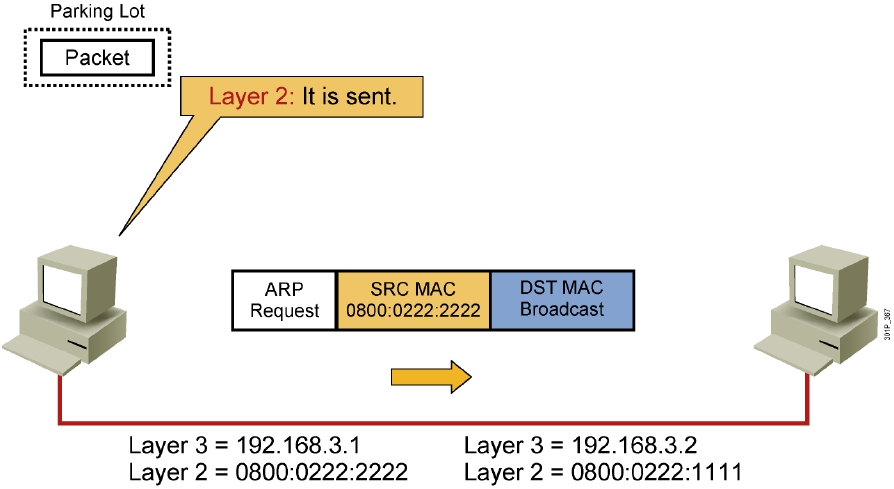 Parking Lot
Packet
Layer 2: It is sent.
ARP
Request
SRC MAC
0800:0222:2222
DST MAC
Broadcast
301P_367
Layer 3 = 192.168.3.1
Layer 2 = 0800:0222:2222
Layer 3 = 192.168.3.2
Layer 2 = 0800:0222:1111